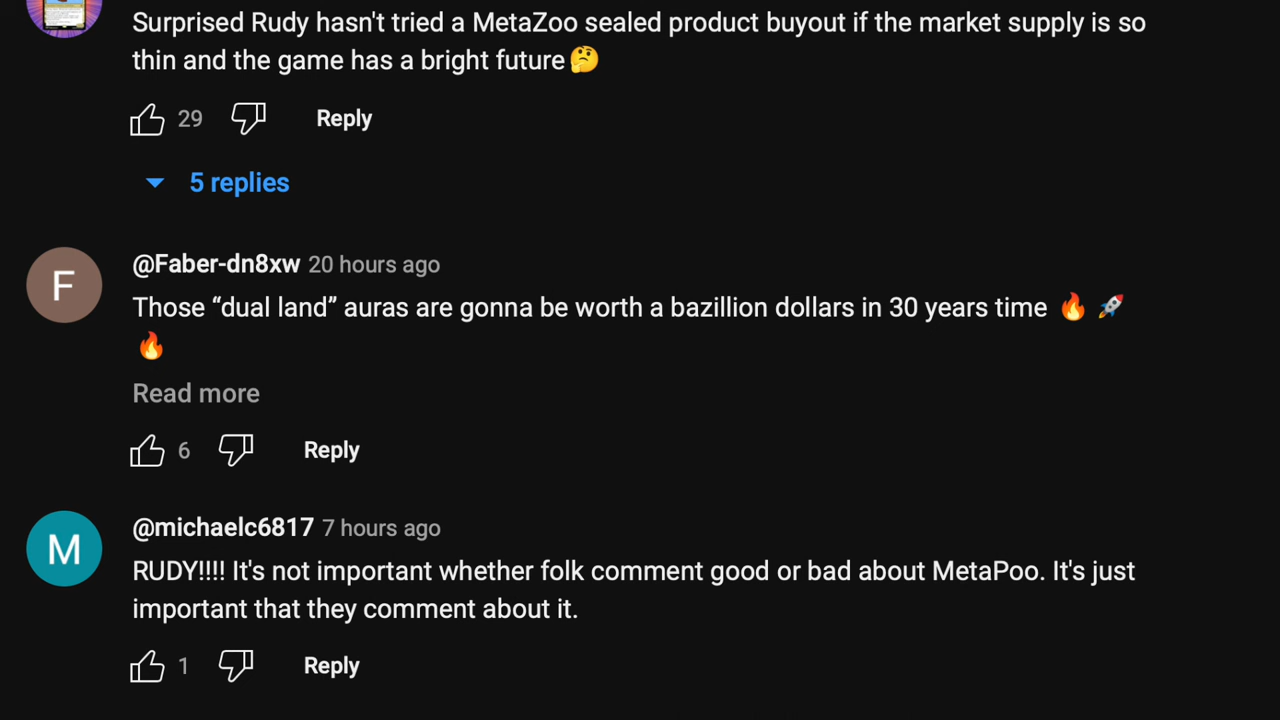 Surprised Rudy hasn't tried a MetaZoo sealed product buyout if the market supply is so
thin and the game has a bright future🤔
29 Reply
5 replies
F
@Faber-dn8xw 20 hours ago
Those “dual land” auras are gonna be worth a bazillion dollars in 30 years time 🔥 🚀
🔥
Read more
6 Reply
M
@michaelc6817 7 hours ago
RUDY!!!! It's not important whether folk comment good or bad about MetaPoo. It's just
important that they comment about it.
1 Reply